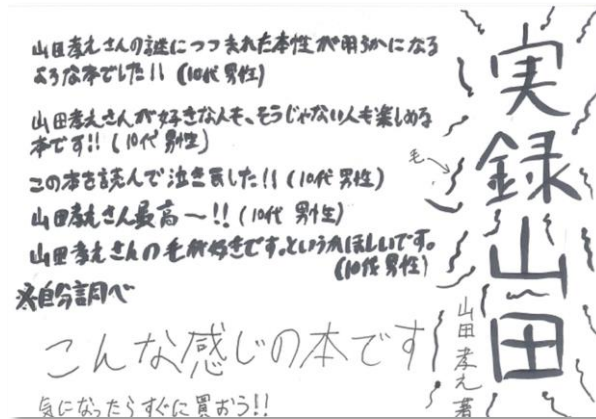 実録山田
山田孝之 著
毛
山田孝之さんの謎につつまれた本性が明らかになる
ような本でした!! (10代 男性)
山田孝之さんが好きな人も、そうじゃない人も楽しめる
本です!! (10代 男性)
この本を読んで泣きました!! (10代 男性)
山田孝之さん最高〜!! (10代 男性)
山田孝之さんの毛が好きです。というかほしいです。
(10代 男性)
※自分調べ
こんな感じの本です
気になったらすぐに買おう!!